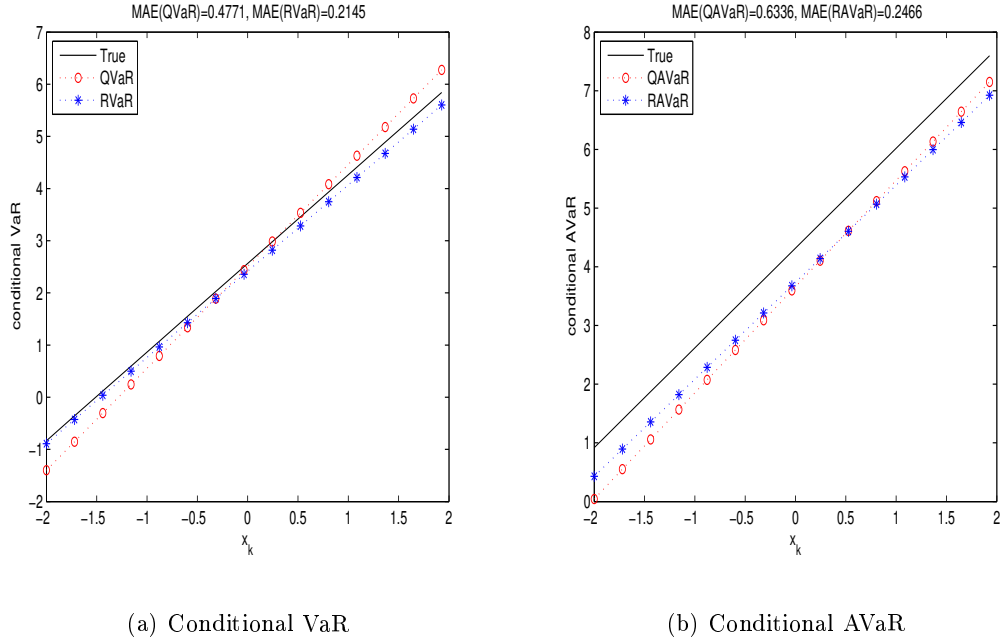 MAE(QVaR)=0.4771, MAE(RVaR)=0.2145
7
6
5
4
3
2
1
0
−1
−2
conditional VaR
True
QVaR
RVaR
−2 −1.5 −1 −0.5 0 0.5 1 1.5 2
x_k
(a) Conditional VaR
MAE(QAVaR)=0.6336, MAE(RAVaR)=0.2466
8
7
6
5
4
3
2
1
0
conditional AVaR
True
QAVaR
RAVaR
−2 −1.5 −1 −0.5 0 0.5 1 1.5 2
x_k
(b) Conditional AVaR